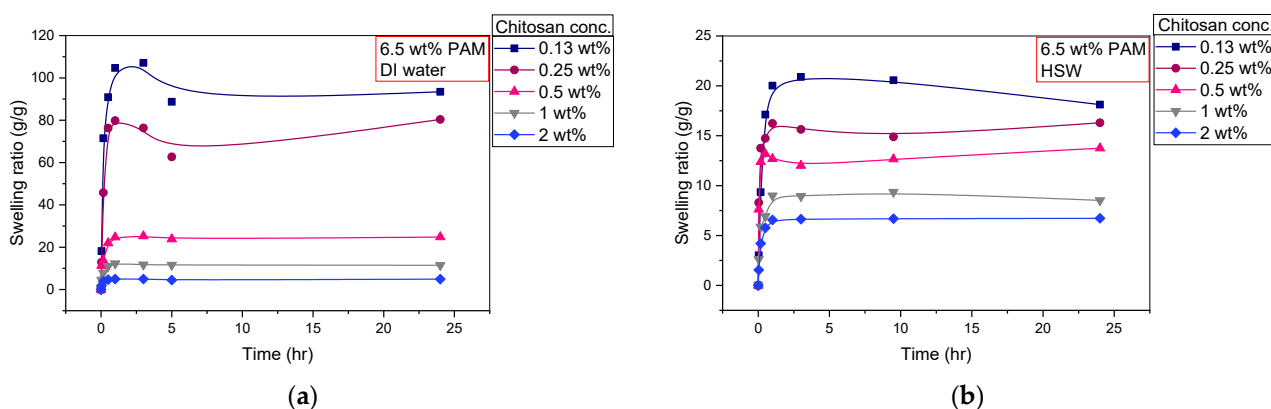 Chitosan conc.
0.13 wt%
0.25 wt%
0.5 wt%
1 wt%
2 wt%
6.5 wt% PAM
DI water
120
100
80
60
40
20
0
Swelling ratio (g/g)
0
5
10
15
20
25
Time (hr)
(a)
Chitosan conc.
0.13 wt%
0.25 wt%
0.5 wt%
1 wt%
2 wt%
6.5 wt% PAM
HSW
25
20
15
10
5
0
Swelling ratio (g/g)
0
5
10
15
20
25
Time (hr)
(b)